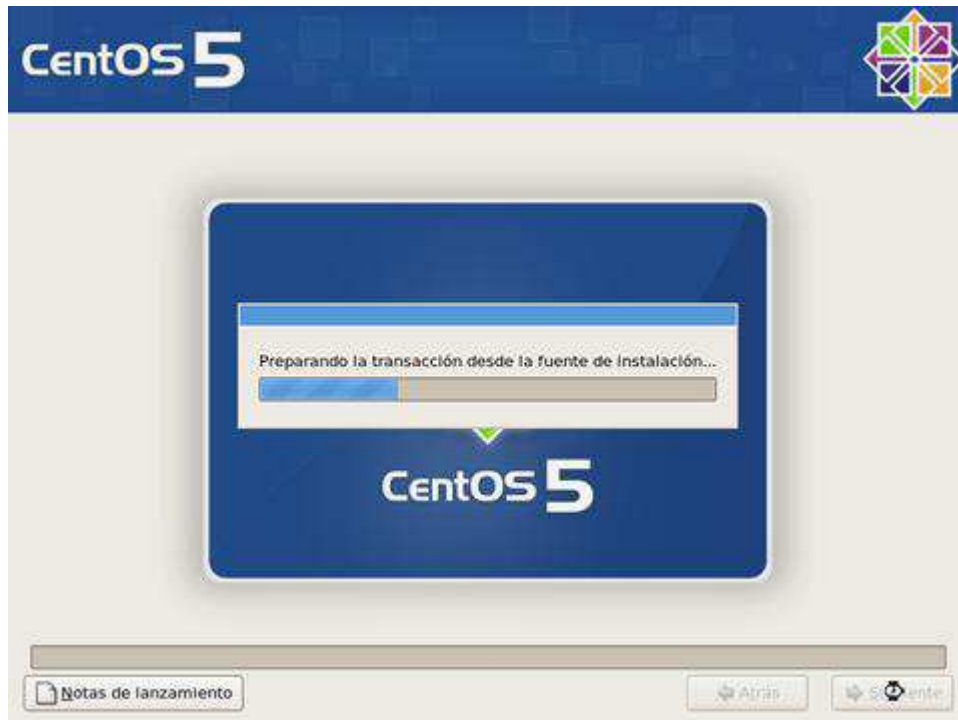 CentOS 5
Preparando la transacción desde la fuente de instalación...
CentOS 5
Notas de lanzamiento
Atrás